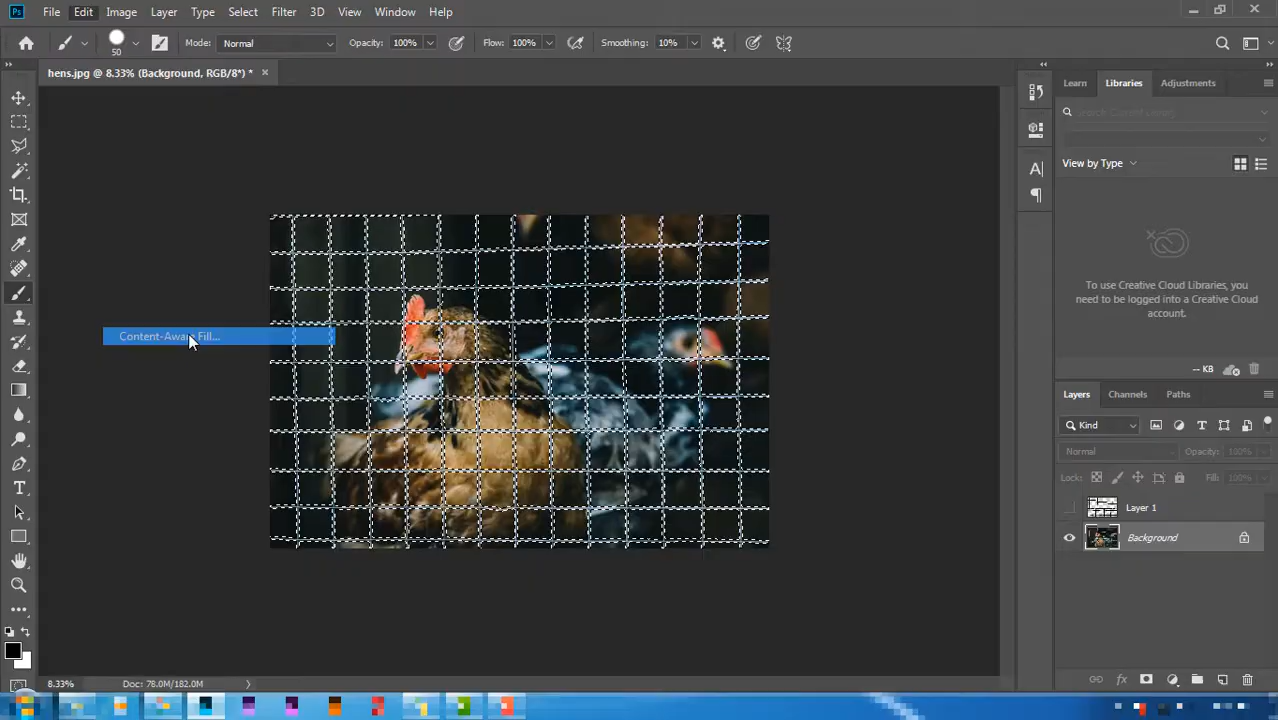 Ps File Edit Image Layer Type Select Filter 3D View Window Help
50 Mode: Normal Opacity: 100% Flow: 100% Smoothing: 10%
hens.jpg @ 8.33% (Background, RGB/8*) * ×
Learn Libraries Adjustments
Search Current Library
View by Type
Content-Aware Fill...
To use Creative Cloud Libraries,
you need to be logged into a Creative Cloud
account
-- KB
Layers Channels Paths
Kind
Normal Opacity: 100%
Lock: Fill: 100%
Layer 1
Background
8.33% Doc: 78.0M/182.0M